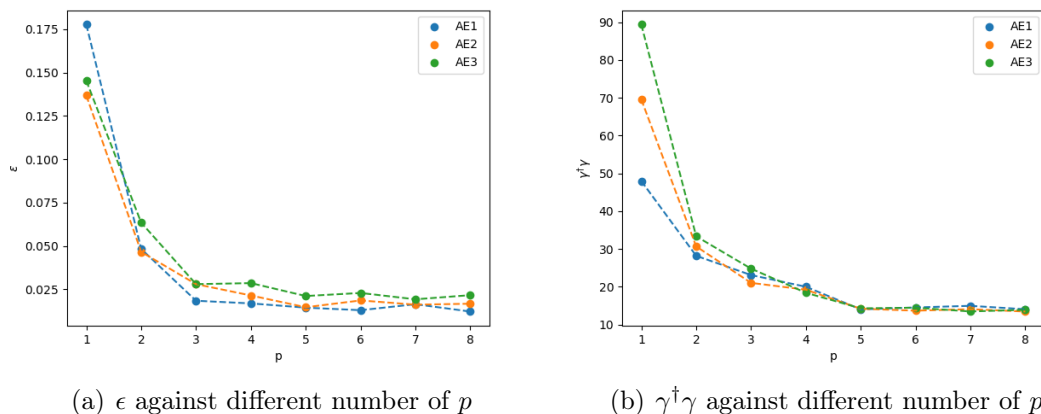 0.175
0.150
0.125
0.100
0.075
0.050
0.025
ε
1 2 3 4 5 6 7 8
p
AE1
AE2
AE3
90
80
70
60
50
40
30
20
10
γ†γ
1 2 3 4 5 6 7 8
p
AE1
AE2
AE3
(a) ϵ against different number of p
(b) γ†γ against different number of p